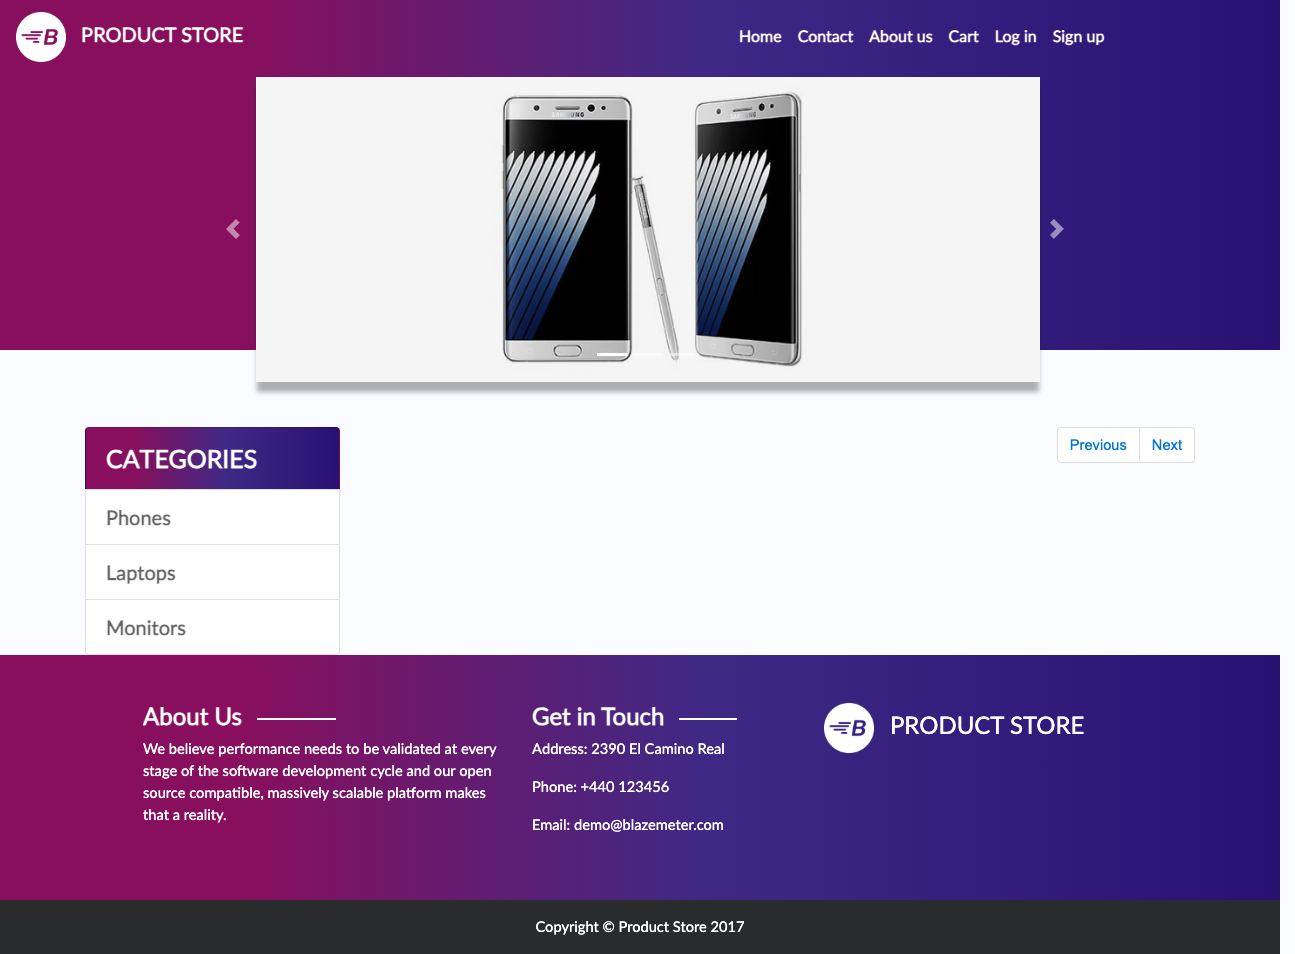 B PRODUCT STORE
Home Contact About us Cart Log in Sign up
SAMSUNG SAMSUNG
CATEGORIES
Phones
Laptops
Monitors
Previous Next
About Us
We believe performance needs to be validated at every
stage of the software development cycle and our open
source compatible, massively scalable platform makes
that a reality.
Get in Touch
Address: 2390 El Camino Real
Phone: +440 123456
Email: demo@blazemeter.com
B PRODUCT STORE
Copyright © Product Store 2017